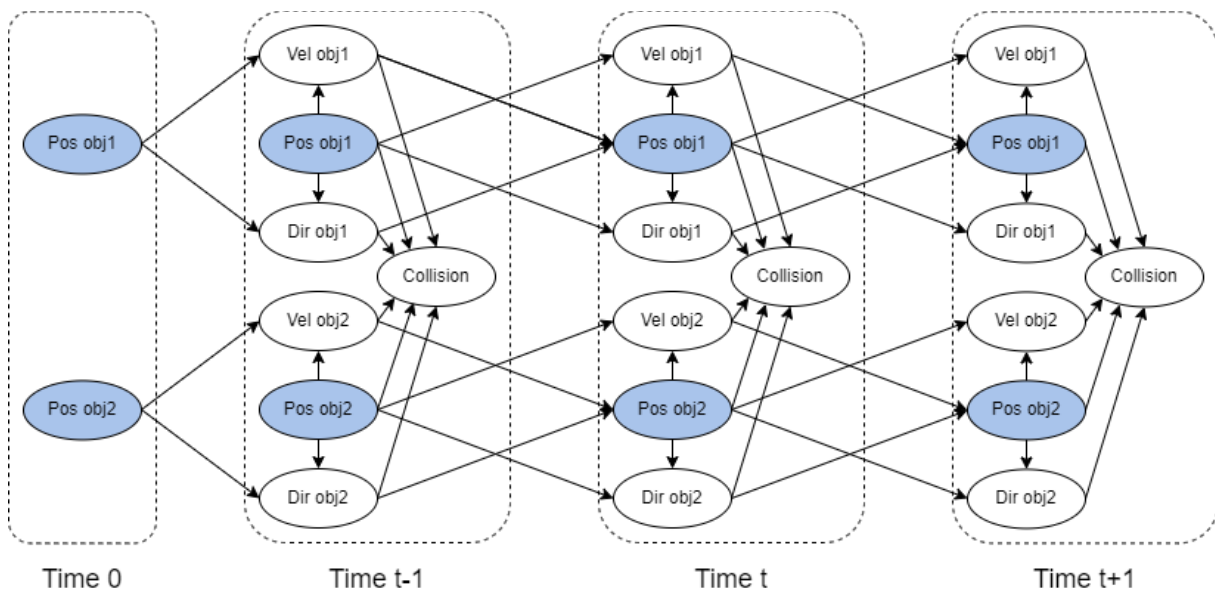 Vel obj1
Vel obj1
Vel obj1
Pos obj1
Pos obj1
Pos obj1
Pos obj1
Dir obj1
Dir obj1
Dir obj1
Collision
Collision
Collision
Vel obj2
Vel obj2
Vel obj2
Pos obj2
Pos obj2
Pos obj2
Pos obj2
Dir obj2
Dir obj2
Dir obj2
Time 0
Time t-1
Time t
Time t+1